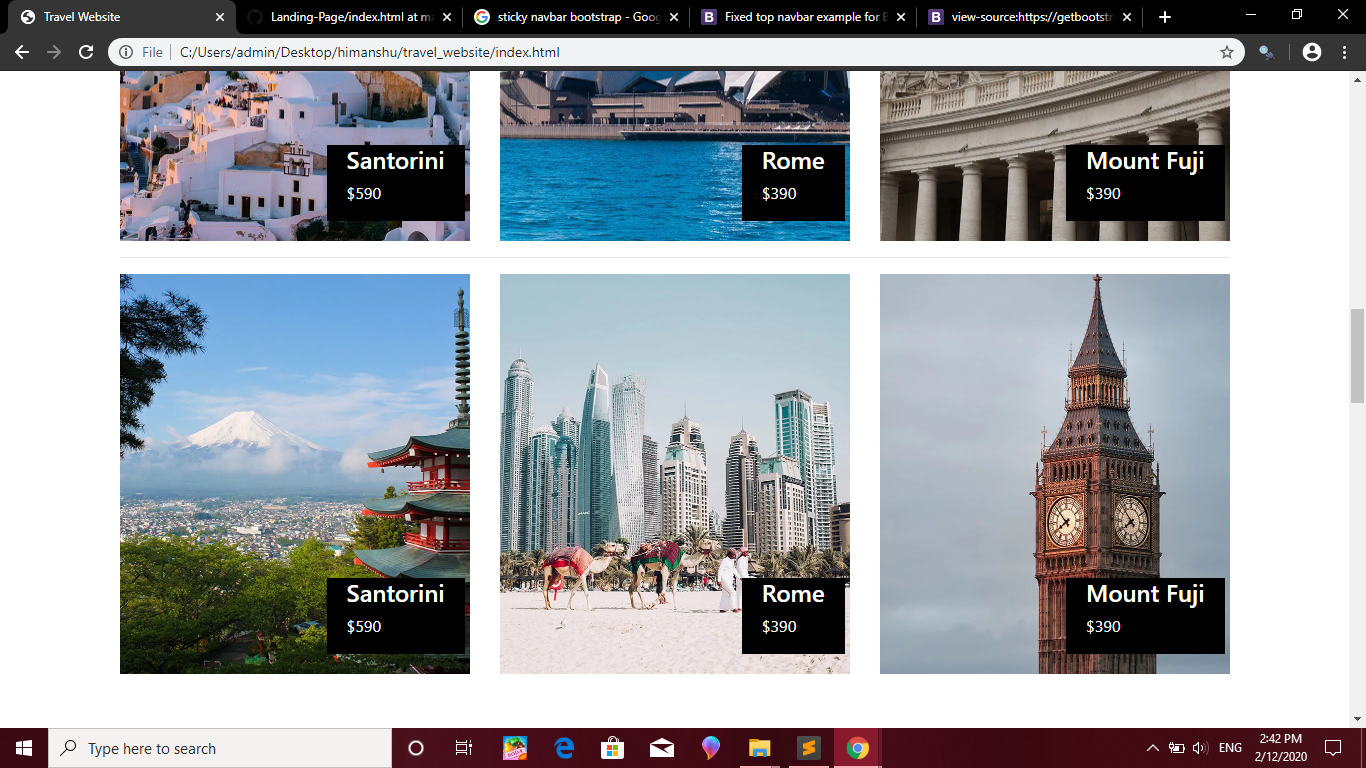 Travel Website
Landing-Page/index.html at ma
sticky navbar bootstrap - Goog
Fixed top navbar example for B
view-source:https://getbootstr
File
C:/Users/admin/Desktop/himanshu/travel_website/index.html
Santorini
$590
Rome
$390
Mount Fuji
$390
Santorini
$590
Rome
$390
Mount Fuji
$390
Type here to search
ENG
2:42 PM
2/12/2020